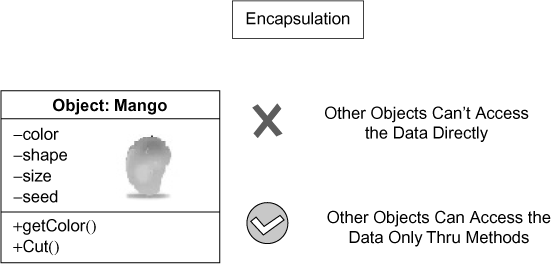 Encapsulation
Object: Mango
–color
–shape
–size
–seed
+getColor()
+Cut()
Other Objects Can't Access
the Data Directly
Other Objects Can Access the
Data Only Thru Methods